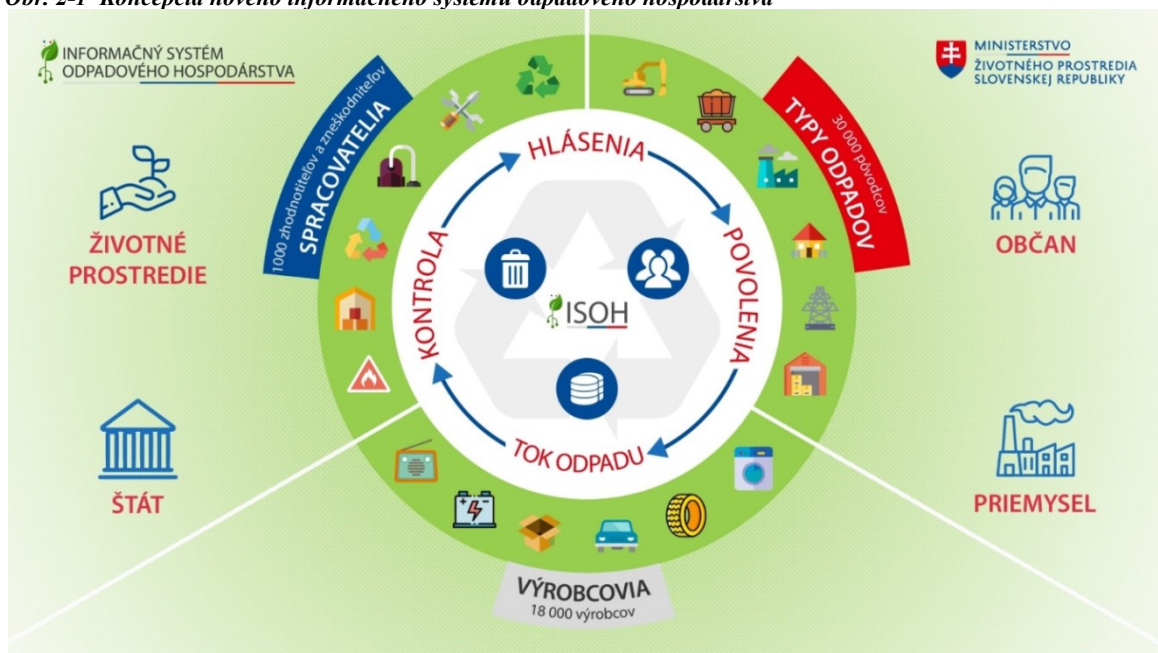 Obr. 2-1 Koncepcia nového informačného systému odpadového hospodárstva
INFORMAČNÝ SYSTÉM
ODPADOVÉHO HOSPODÁRSTVA
MINISTERSTVO
ŽIVOTNÉHO PROSTREDIA
SLOVENSKEJ REPUBLIKY
1000 zhodnotiteľov a zneškodniteľov
SPRACOVATELIA
30 000 pôvodcov
TYPY ODPADOV
HLÁSENIA
POVOLENIA
TOK ODPADU
KONTROLA
ISOH
ŽIVOTNÉ
PROSTREDIE
OBČAN
ŠTÁT
PRIEMYSEL
VÝROBCOVIA
18 000 výrobcov